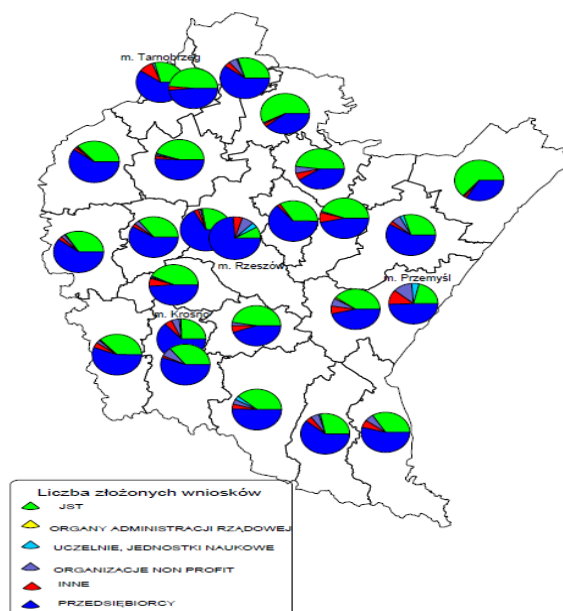 m. Tarnobrzeg
m. Rzeszów
m. Przemyśl
m. Krosno
Liczba złożonych wniosków
JST
ORGANY ADMINISTRACJI RZĄDOWEJ
UCZELNIE, JEDNOSTKI NAUKOWE
ORGANIZACJE NON PROFIT
INNE
PRZEDSIĘBIORCY